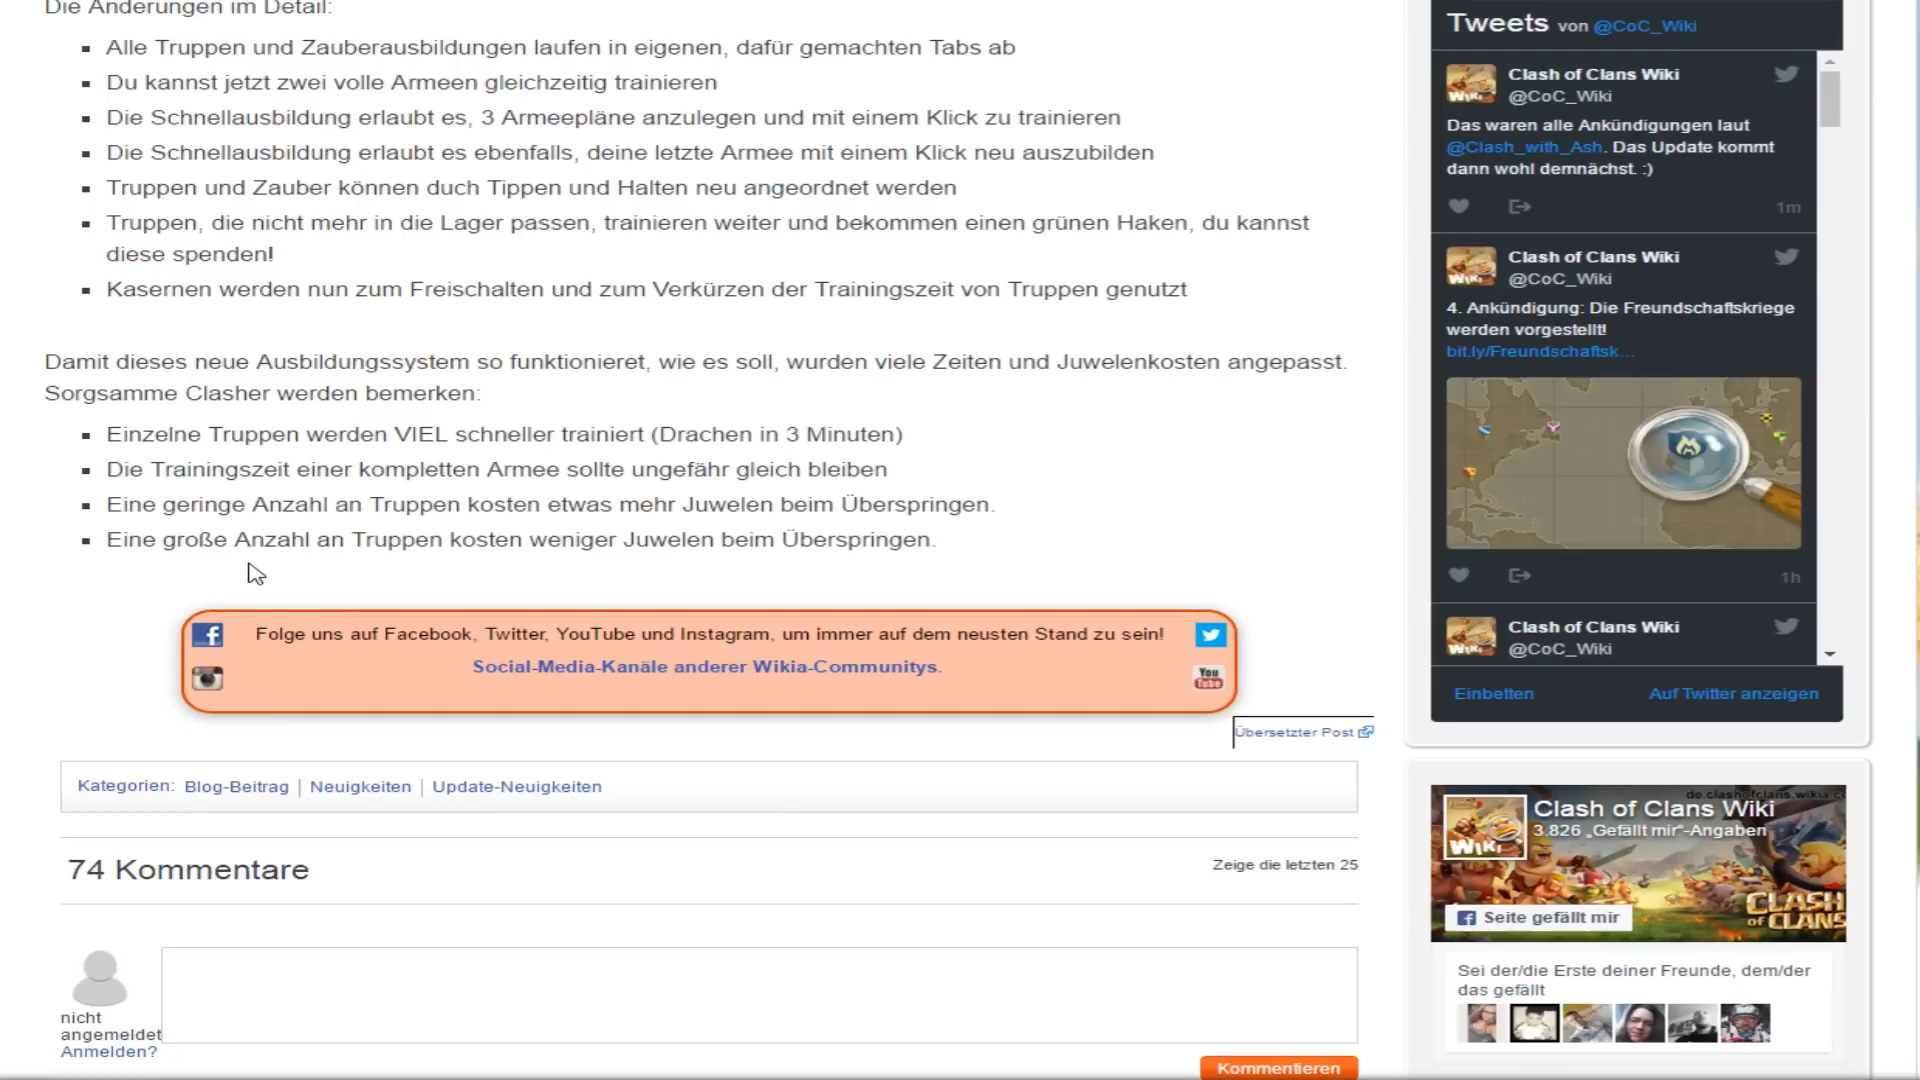 Die Änderungen im Detail:
Alle Truppen und Zauberausbildungen laufen in eigenen, dafür gemachten Tabs ab
Du kannst jetzt zwei volle Armeen gleichzeitig trainieren
Die Schnellausbildung erlaubt es, 3 Armeepläne anzulegen und mit einem Klick zu trainieren
Die Schnellausbildung erlaubt es ebenfalls, deine letzte Armee mit einem Klick neu auszubilden
Truppen und Zauber können duch Tippen und Halten neu angeordnet werden
Truppen, die nicht mehr in die Lager passen, trainieren weiter und bekommen einen grünen Haken, du kannst
diese spenden!
Kasernen werden nun zum Freischalten und zum Verkürzen der Trainingszeit von Truppen genutzt
Damit dieses neue Ausbildungssystem so funktionieret, wie es soll, wurden viele Zeiten und Juwelenkosten angepasst.
Sorgsamme Clasher werden bemerken:
Einzelne Truppen werden VIEL schneller trainiert (Drachen in 3 Minuten)
Die Trainingszeit einer kompletten Armee sollte ungefähr gleich bleiben
Eine geringe Anzahl an Truppen kosten etwas mehr Juwelen beim Überspringen.
Eine große Anzahl an Truppen kosten weniger Juwelen beim Überspringen.
Folge uns auf Facebook, Twitter, YouTube und Instagram, um immer auf dem neusten Stand zu sein!
Social-Media-Kanäle anderer Wikia-Communitys.
You
Tube
Übersetzter Post
Kategorien: Blog-Beitrag | Neuigkeiten | Update-Neuigkeiten
74 Kommentare
Zeige die letzten 25
nicht
angemeldet
Anmelden?
Kommentieren
Tweets von @CoC_Wiki
Clash of Clans Wiki
@CoC_Wiki
Das waren alle Ankündigungen laut
@Clash_with_Ash. Das Update kommt
dann wohl demnächst. :)
1m
Clash of Clans Wiki
@CoC_Wiki
4. Ankündigung: Die Freundschaftskriege
werden vorgestellt!
bit.ly/Freundschaftsk…
1h
Clash of Clans Wiki
@CoC_Wiki
Einbetten
Auf Twitter anzeigen
de.clashofclans.wikia.c
Clash of Clans Wiki
3.826 „Gefällt mir"-Angaben
WIKI
CLASH
OF CLANS
Seite gefällt mir
Sei der/die Erste deiner Freunde, dem/der
das gefällt